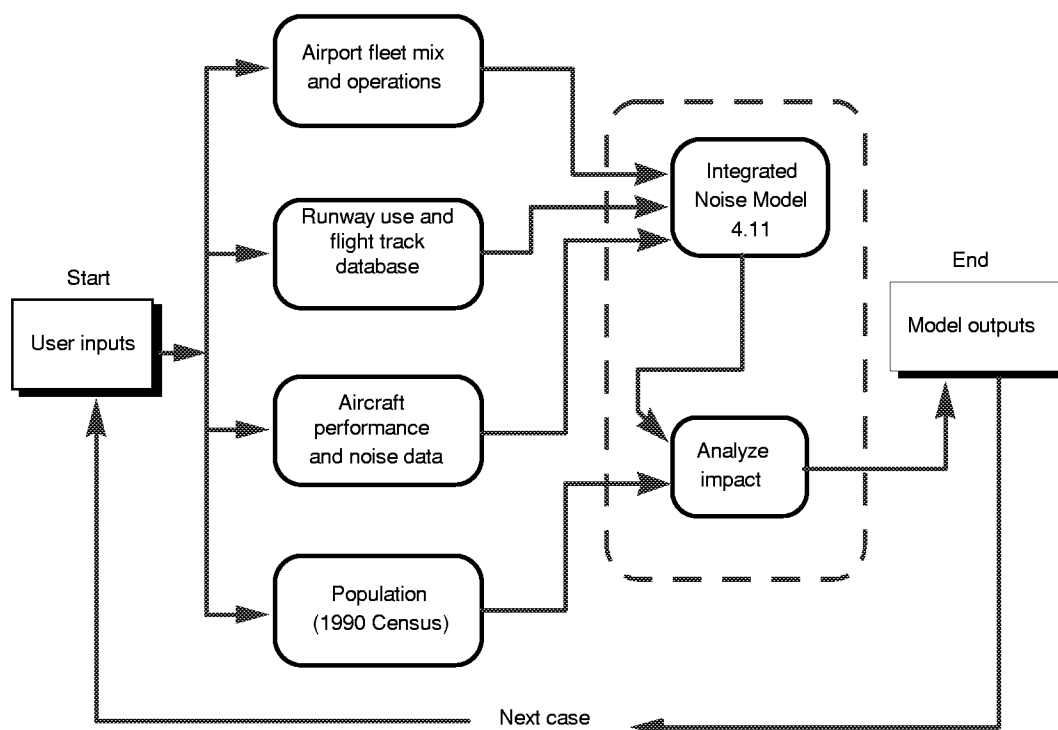 Start
User inputs
Airport fleet mix
and operations
Runway use and
flight track
database
Aircraft
performance
and noise data
Population
(1990 Census)
Integrated
Noise Model
4.11
Analyze
impact
End
Model outputs
Next case